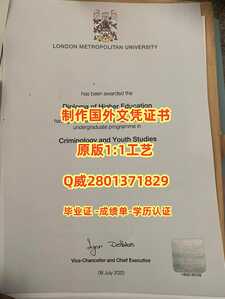 LONDON METROPOLITAN UNIVERSITY
has been awarded the
Diploma of Higher Education
制作国外文凭证书
undergraduate programme in
Criminology and Youth Studies
原版1:1工艺
Q威2801371829
毕业证-成绩单-学历认证
Vice-Chancellor and Chief Executive
08 July 2020